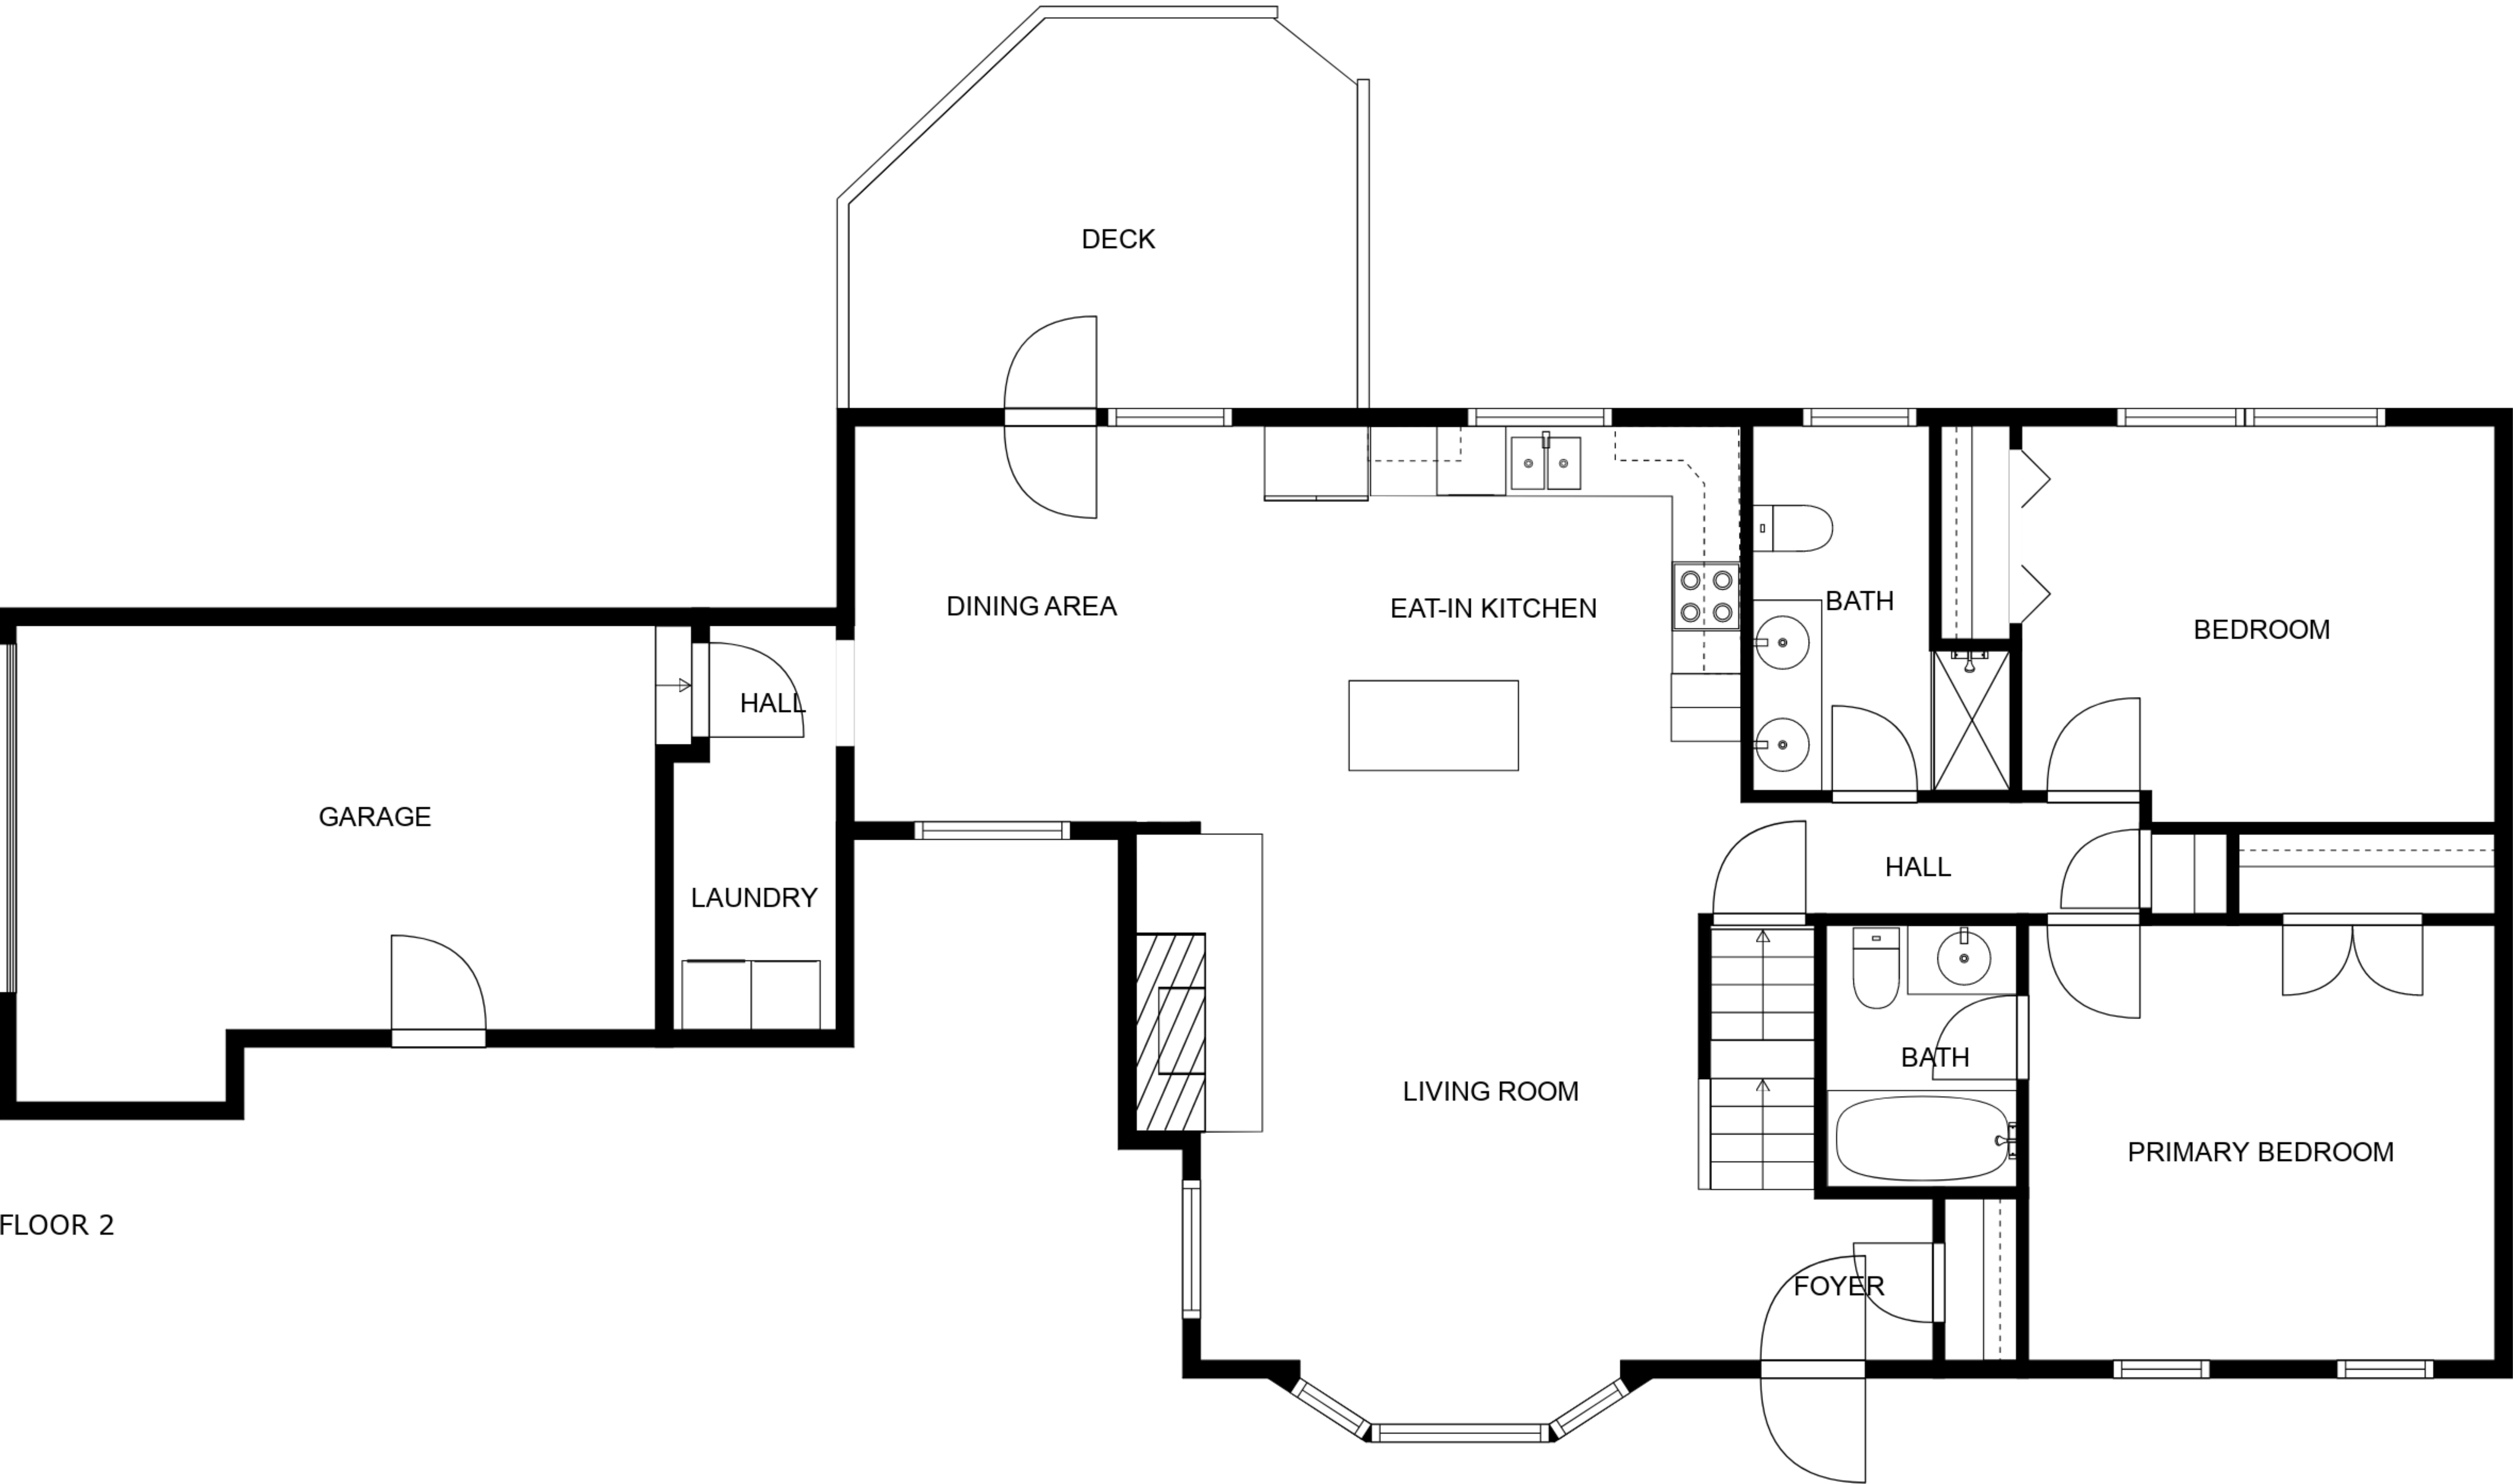 DECK
DINING AREA
EAT-IN KITCHEN
BATH
BEDROOM
HALL
GARAGE
LAUNDRY
HALL
LIVING ROOM
BATH
PRIMARY BEDROOM
FOYER
FLOOR 2